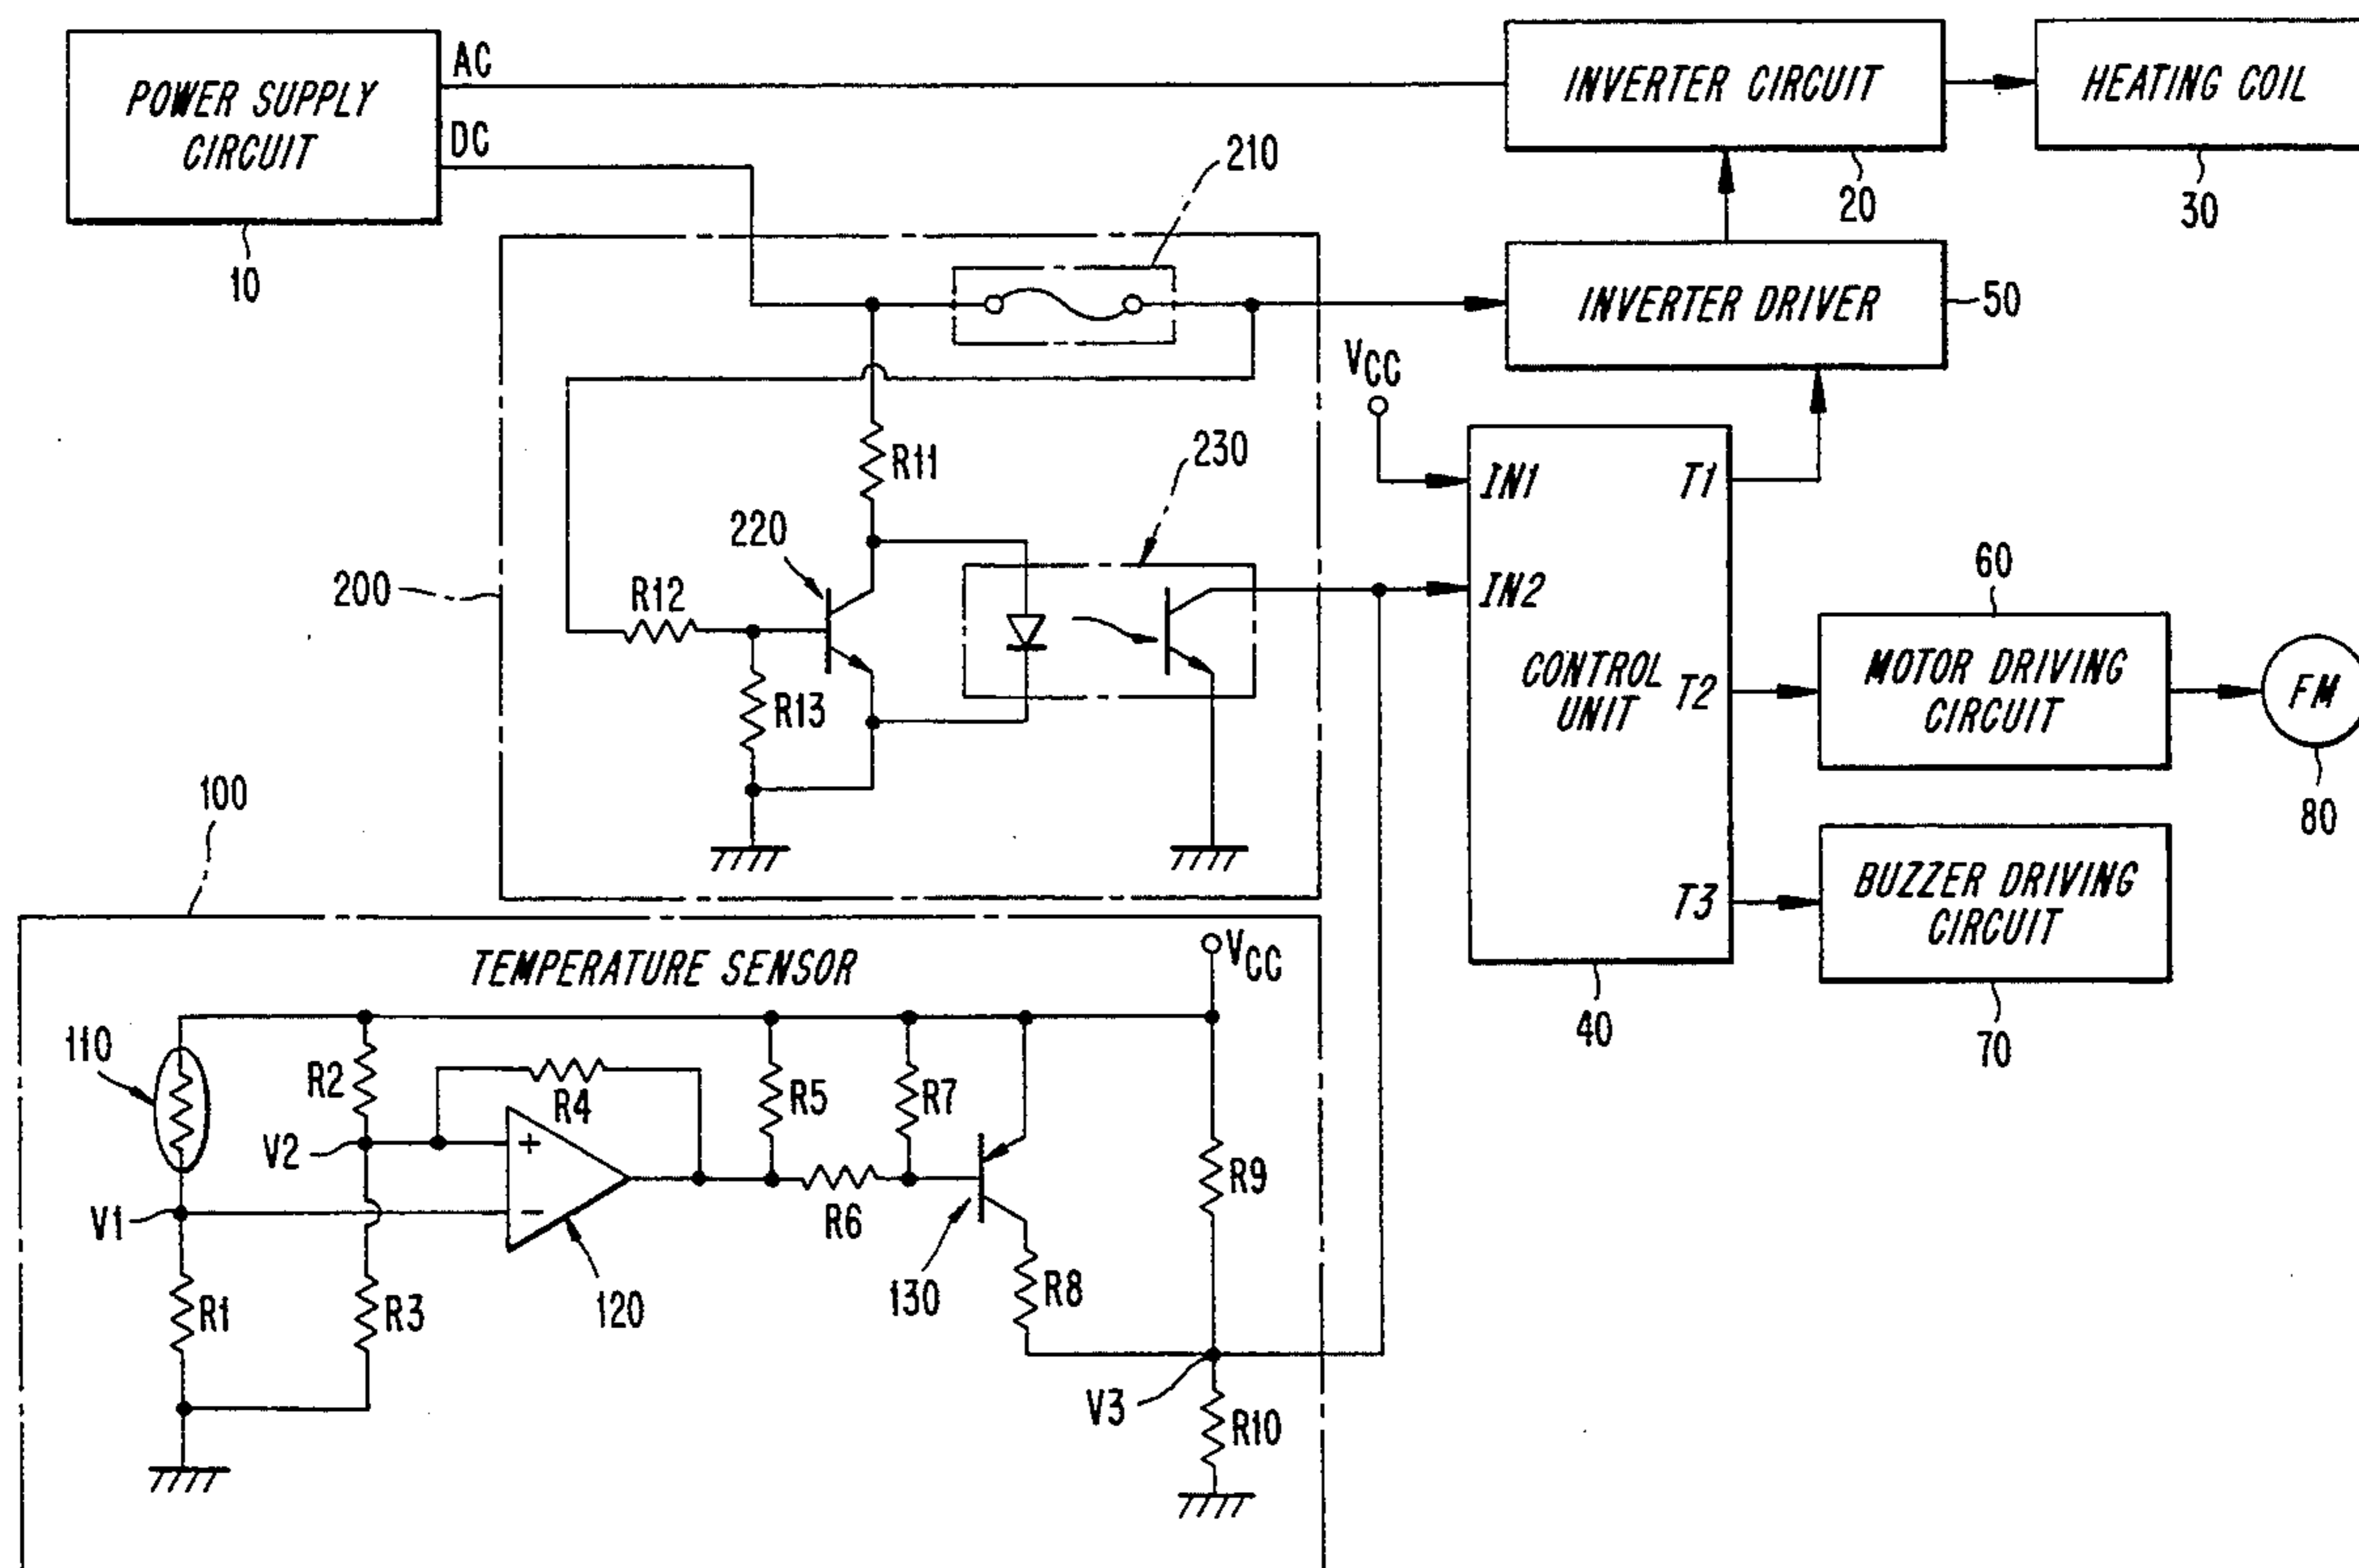 AC
POWER SUPPLY
CIRCUIT
DC
10
INVERTER CIRCUIT
20
HEATING COIL
30
210
INVERTER DRIVER
50
VCC
R11
230
220
200
R12
R13
IN1
T1
IN2
CONTROL
UNIT
T2
T3
40
60
MOTOR DRIVING
CIRCUIT
FM
80
BUZZER DRIVING
CIRCUIT
70
100
TEMPERATURE SENSOR
VCC
110
R2
R4
R5
R7
V2
V1
R9
R6
R1
R3
120
130
R8
V3
R10